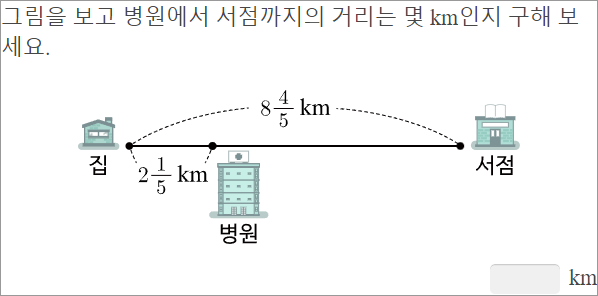 그림을 보고 병원에서 서점까지의 거리는 몇 km인지 구해 보
세요.
8 4/5 km
집
2 1/5 km
서점
병원
km